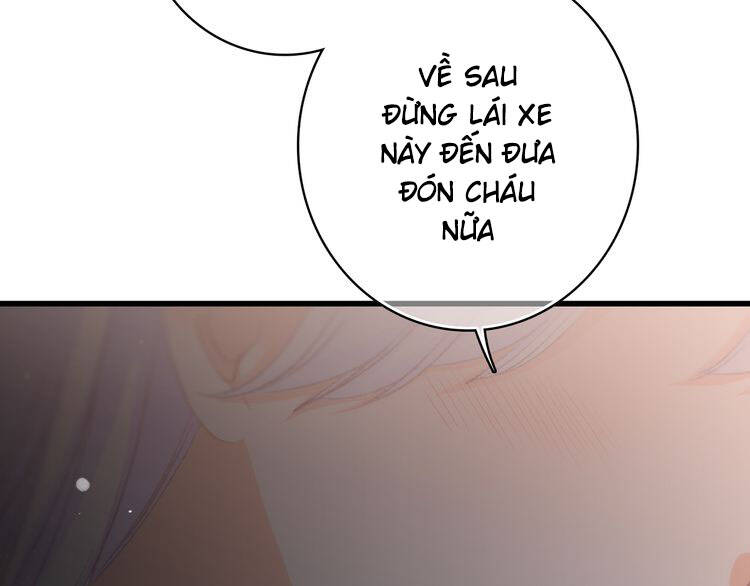 VỀ SAU
ĐỪNG LÁI XE
NÀY ĐẾN ĐƯA
ĐÓN CHÁU
NỮA